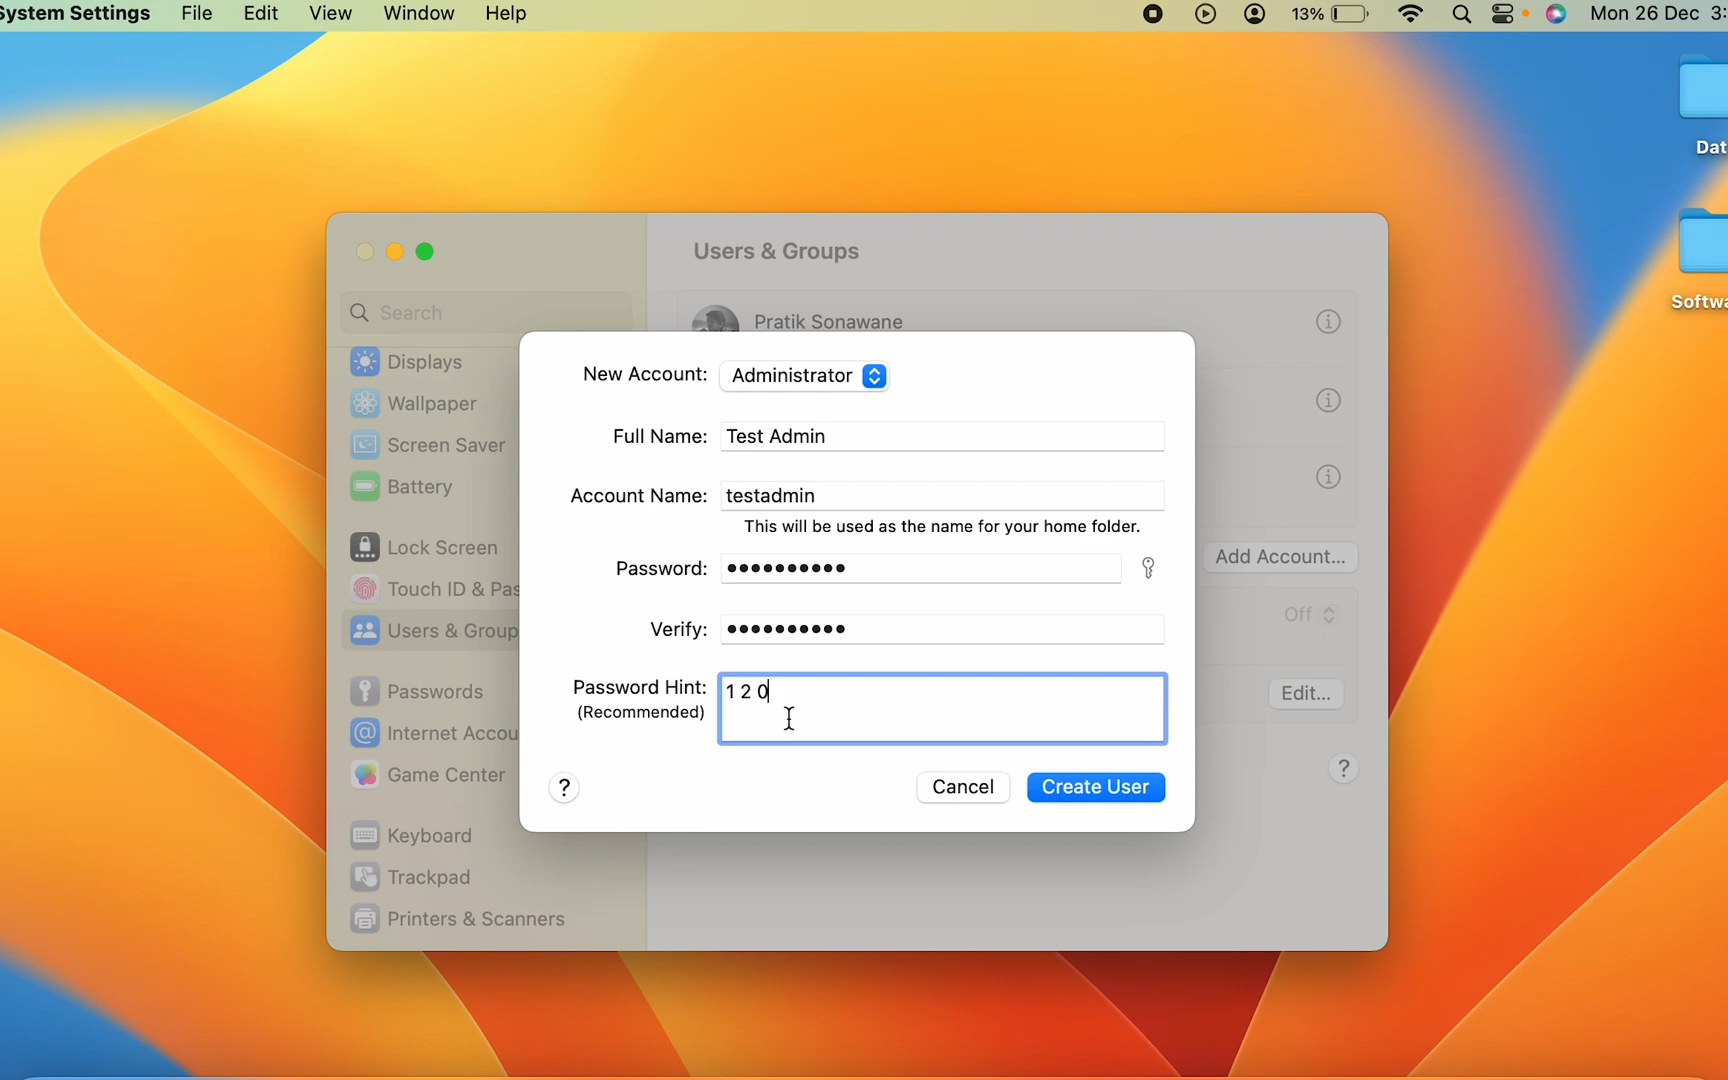 System Settings File Edit View Window Help 13% Mon 26 Dec 3:
Dat
Softwa
Search
Displays
Wallpaper
Screen Saver
Battery
Lock Screen
Touch ID & Pas
Users & Group
Passwords
Internet Accou
Game Center
Keyboard
Trackpad
Printers & Scanners
Users & Groups
Pratik Sonawane
Add Account...
Off
Edit...
?
New Account: Administrator
Full Name: Test Admin
Account Name: testadmin
This will be used as the name for your home folder.
Password: ••••••••••
Verify: ••••••••••
Password Hint: 1 2 0
(Recommended)
? Cancel Create User